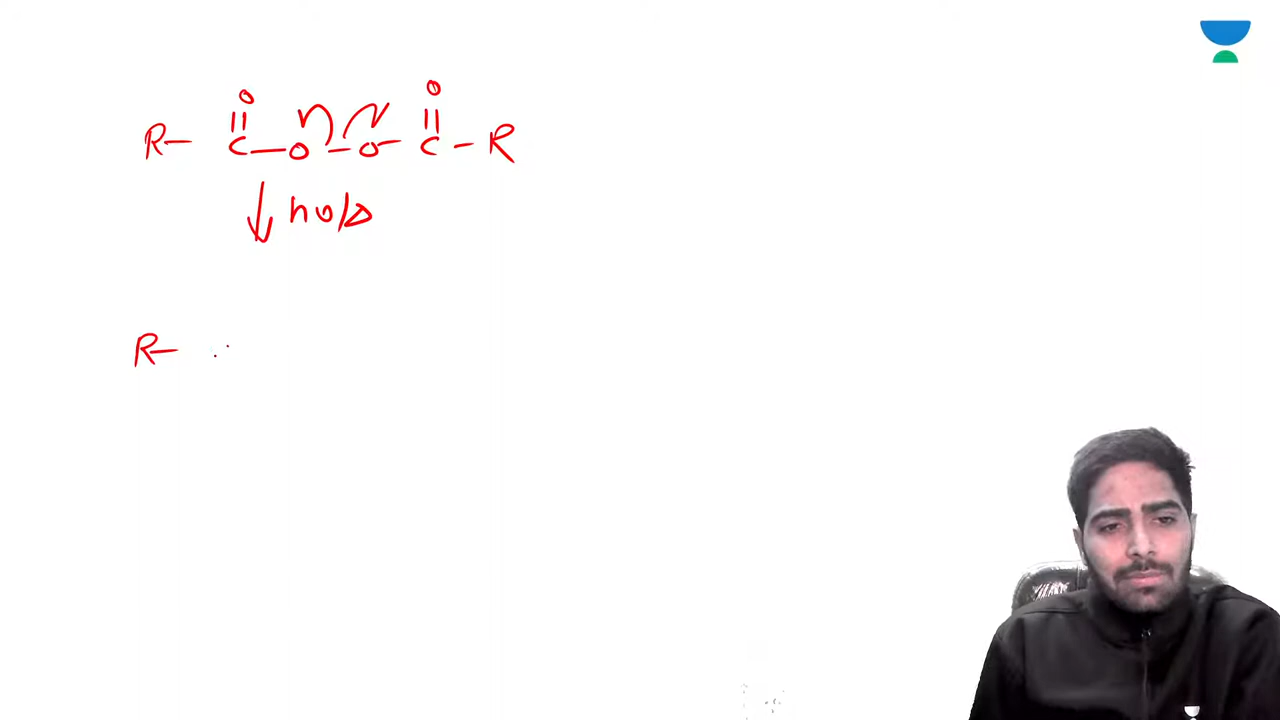 O O
R- C-O-O-C-R
↓ hν/Δ
R-